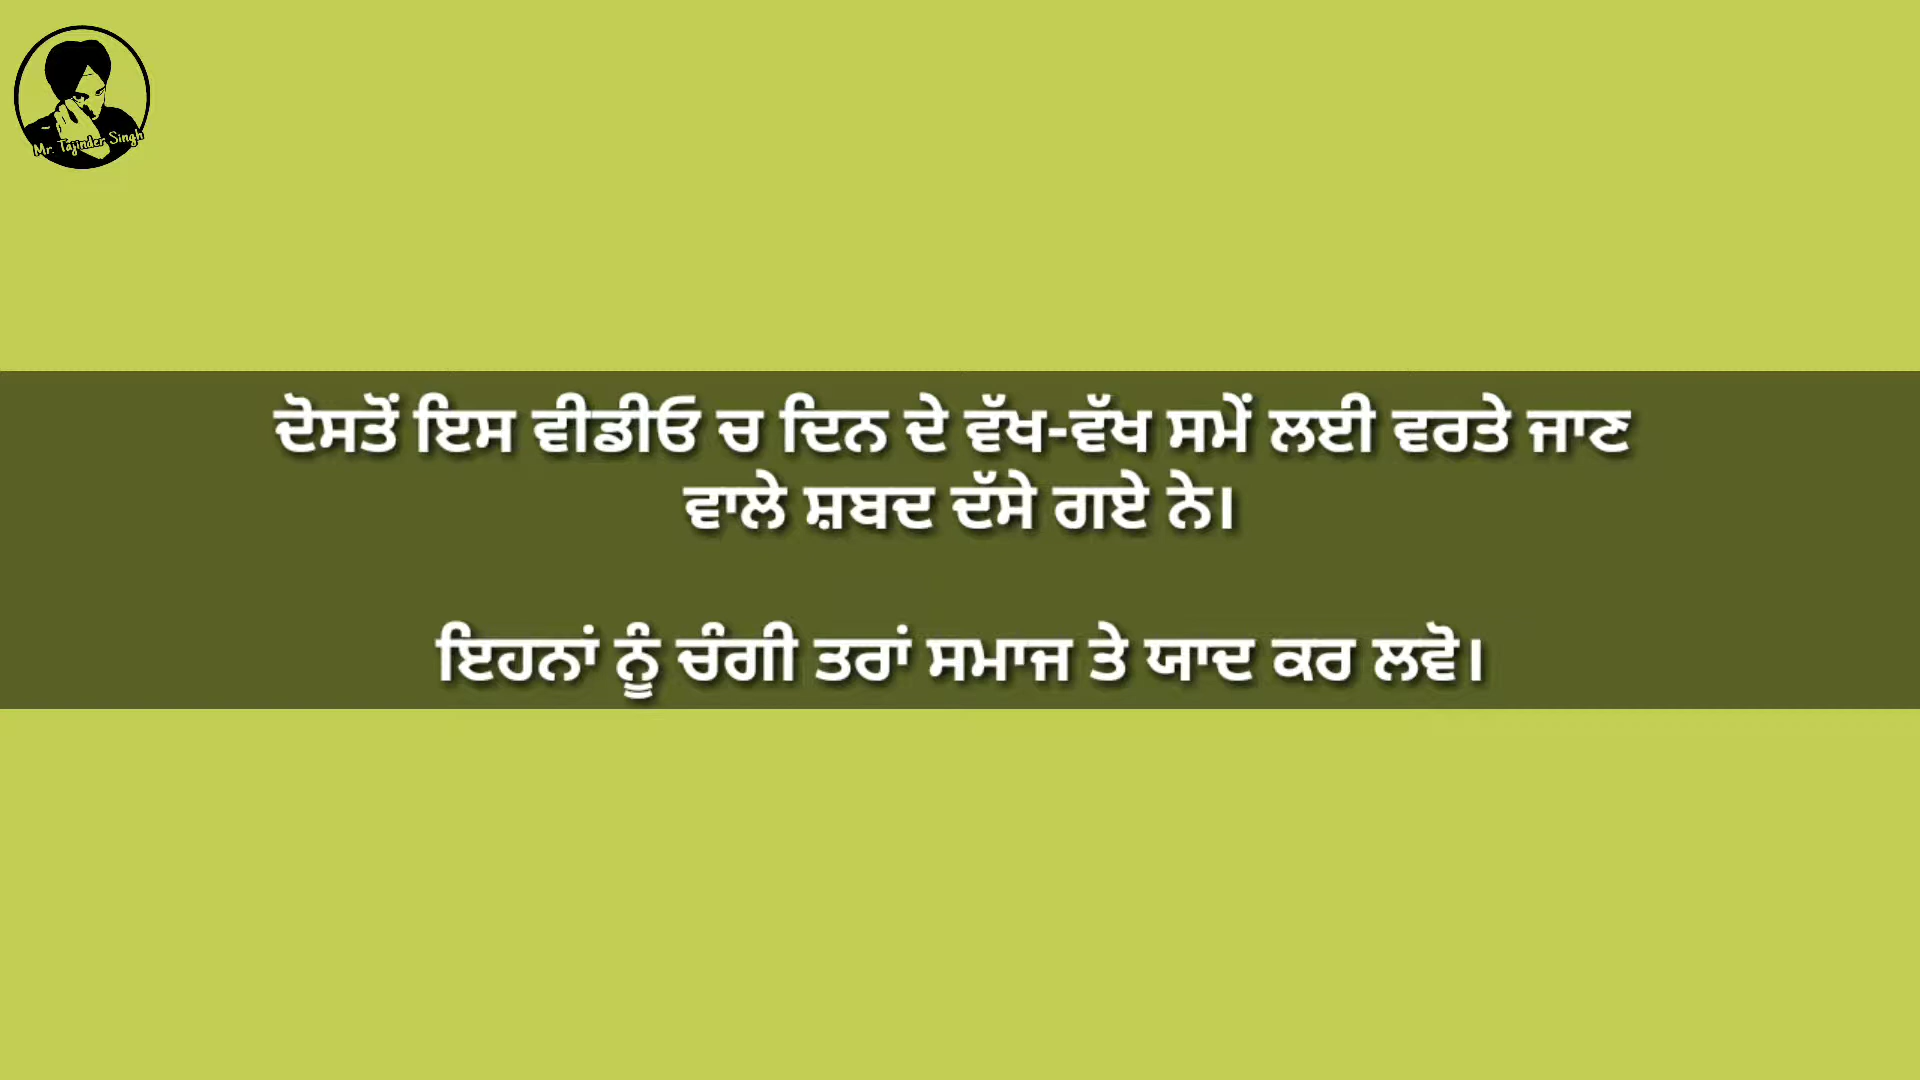 Mr. Tajinder Singh
ਦੋਸਤੋਂ ਇਸ ਵੀਡੀਓ ਚ ਦਿਨ ਦੇ ਵੱਖ-ਵੱਖ ਸਮੇਂ ਲਈ ਵਰਤੇ ਜਾਣ
ਵਾਲੇ ਸ਼ਬਦ ਦੱਸੇ ਗਏ ਨੇ।
ਇਹਨਾਂ ਨੂੰ ਚੰਗੀ ਤਰਾਂ ਸਮਾਜ ਤੇ ਯਾਦ ਕਰ ਲਵੋ।